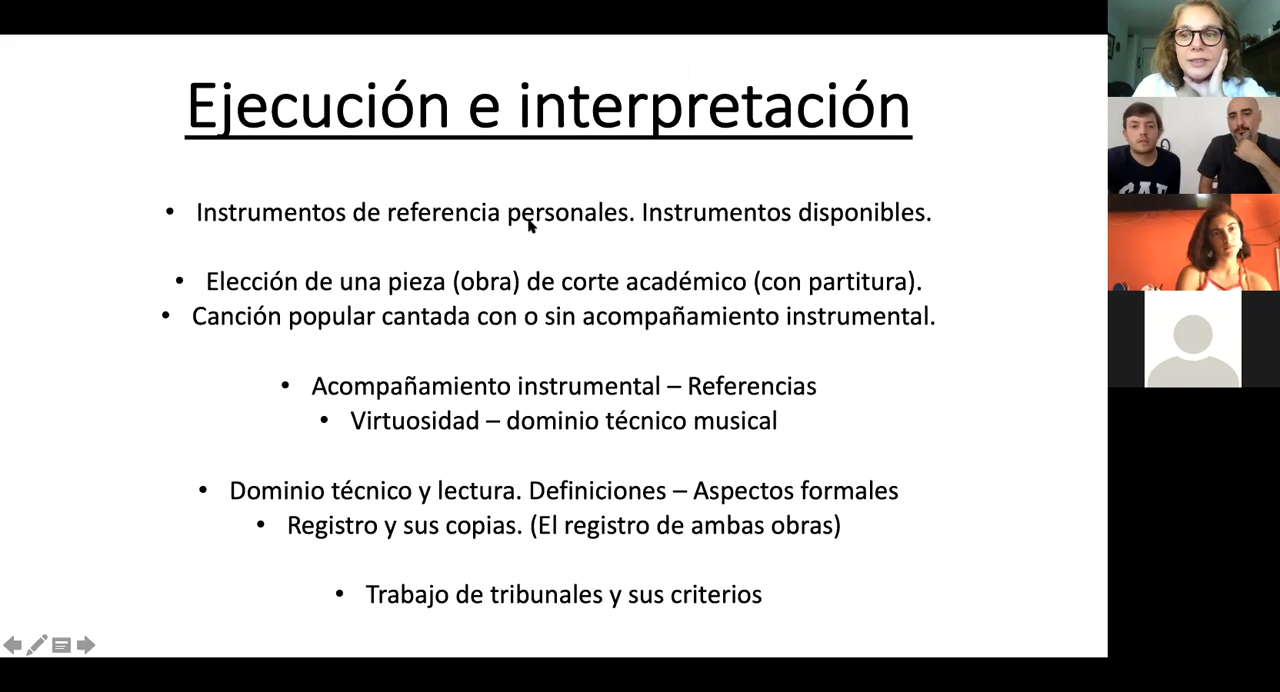 Ejecución e interpretación
• Instrumentos de referencia personales. Instrumentos disponibles.
• Elección de una pieza (obra) de corte académico (con partitura).
• Canción popular cantada con o sin acompañamiento instrumental.
• Acompañamiento instrumental – Referencias
• Virtuosidad – dominio técnico musical
• Dominio técnico y lectura. Definiciones – Aspectos formales
• Registro y sus copias. (El registro de ambas obras)
• Trabajo de tribunales y sus criterios